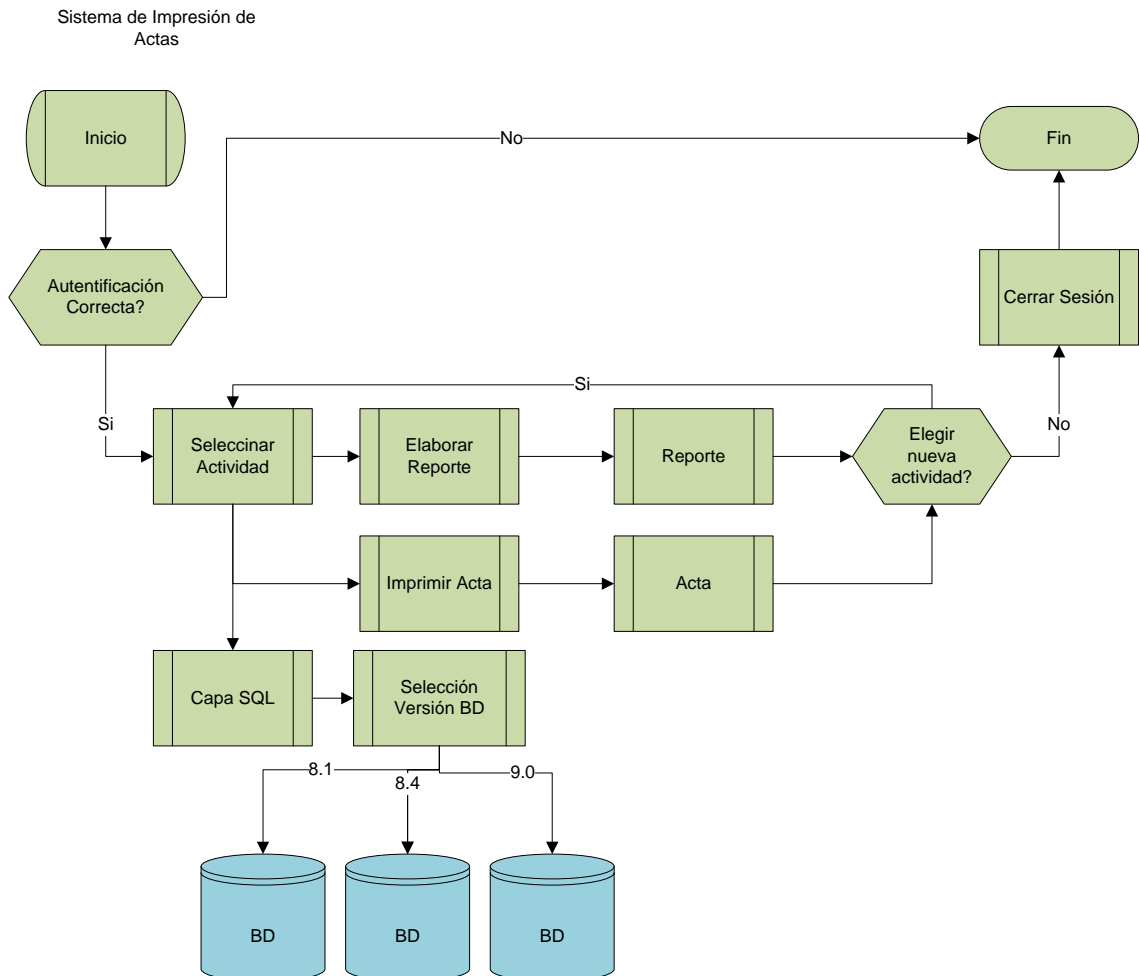 Sistema de Impresión de
Actas
Inicio
No
Fin
Autentificación
Correcta?
Cerrar Sesión
Si
Si
Seleccinar
Actividad
Elaborar
Reporte
Reporte
Elegir
nueva
actividad?
No
Imprimir Acta
Acta
Capa SQL
Selección
Versión BD
8.1
8.4
9.0
BD
BD
BD